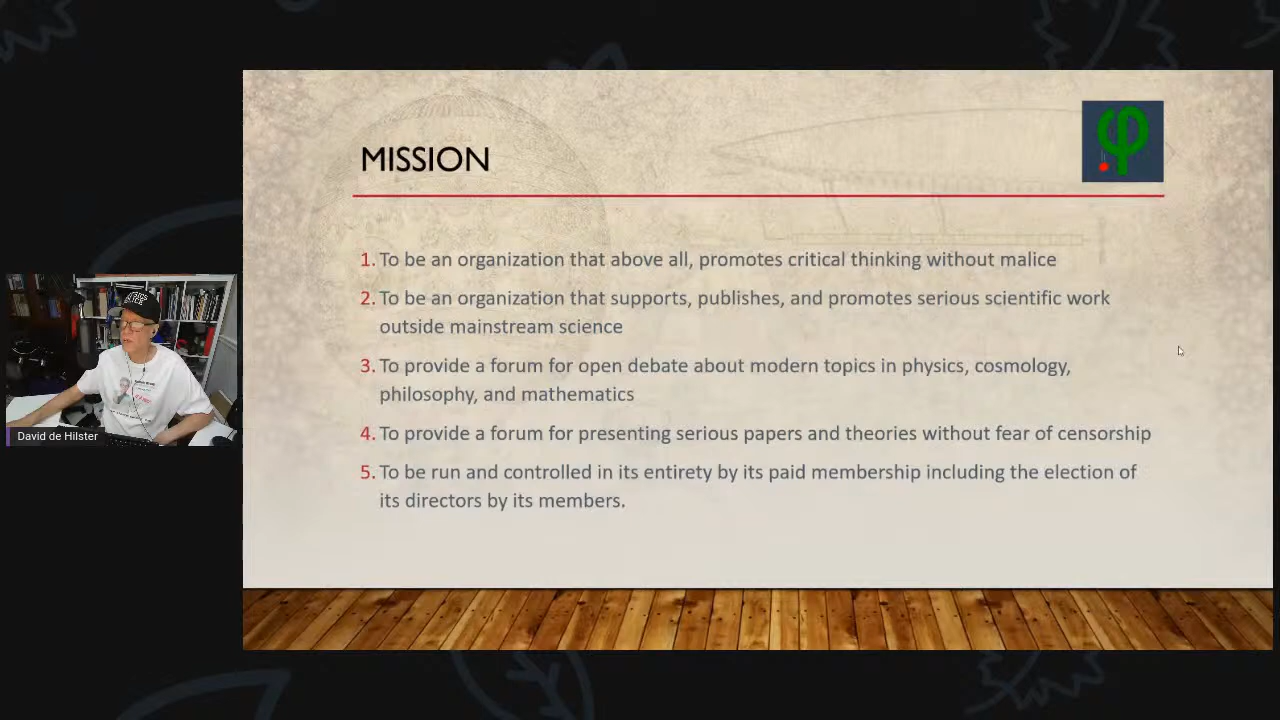 MISSION
φ
1. To be an organization that above all, promotes critical thinking without malice
2. To be an organization that supports, publishes, and promotes serious scientific work
outside mainstream science
3. To provide a forum for open debate about modern topics in physics, cosmology,
philosophy, and mathematics
4. To provide a forum for presenting serious papers and theories without fear of censorship
5. To be run and controlled in its entirety by its paid membership including the election of
its directors by its members.
David de Hilster